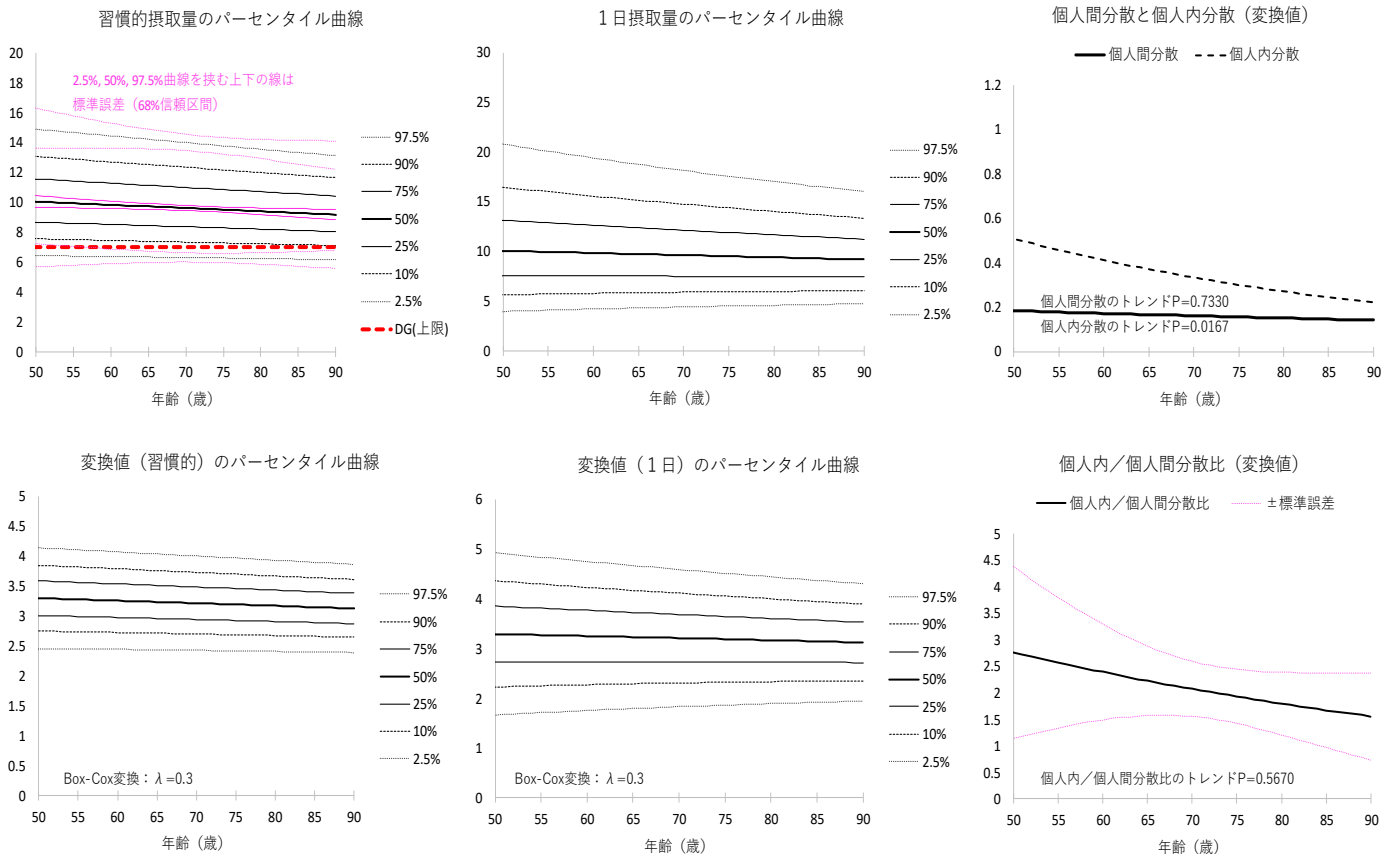 習慣的摂取量のパーセンタイル曲線
20
18
16
14
12
10
8
6
4
2
0
2.5%, 50%, 97.5%曲線を挟む上下の線は
標準誤差（68%信頼区間）
97.5%
90%
75%
50%
25%
10%
2.5%
DG(上限)
50 55 60 65 70 75 80 85 90
年齢（歳）
１日摂取量のパーセンタイル曲線
30
25
20
15
10
5
0
97.5%
90%
75%
50%
25%
10%
2.5%
50 55 60 65 70 75 80 85 90
年齢（歳）
個人間分散と個人内分散（変換値）
個人間分散 個人内分散
1.2
1
0.8
0.6
0.4
0.2
0
個人間分散のトレンドP=0.7330
個人内分散のトレンドP=0.0167
50 55 60 65 70 75 80 85 90
年齢（歳）
変換値（習慣的）のパーセンタイル曲線
5
4.5
4
3.5
3
2.5
2
1.5
1
0.5
0
97.5%
90%
75%
50%
25%
10%
2.5%
Box-Cox変換：λ=0.3
50 55 60 65 70 75 80 85 90
年齢（歳）
変換値（１日）のパーセンタイル曲線
6
5
4
3
2
1
0
97.5%
90%
75%
50%
25%
10%
2.5%
Box-Cox変換：λ=0.3
50 55 60 65 70 75 80 85 90
年齢（歳）
個人内／個人間分散比（変換値）
個人内／個人間分散比 ±標準誤差
5
4.5
4
3.5
3
2.5
2
1.5
1
0.5
0
個人内／個人間分散比のトレンドP=0.5670
50 55 60 65 70 75 80 85 90
年齢（歳）